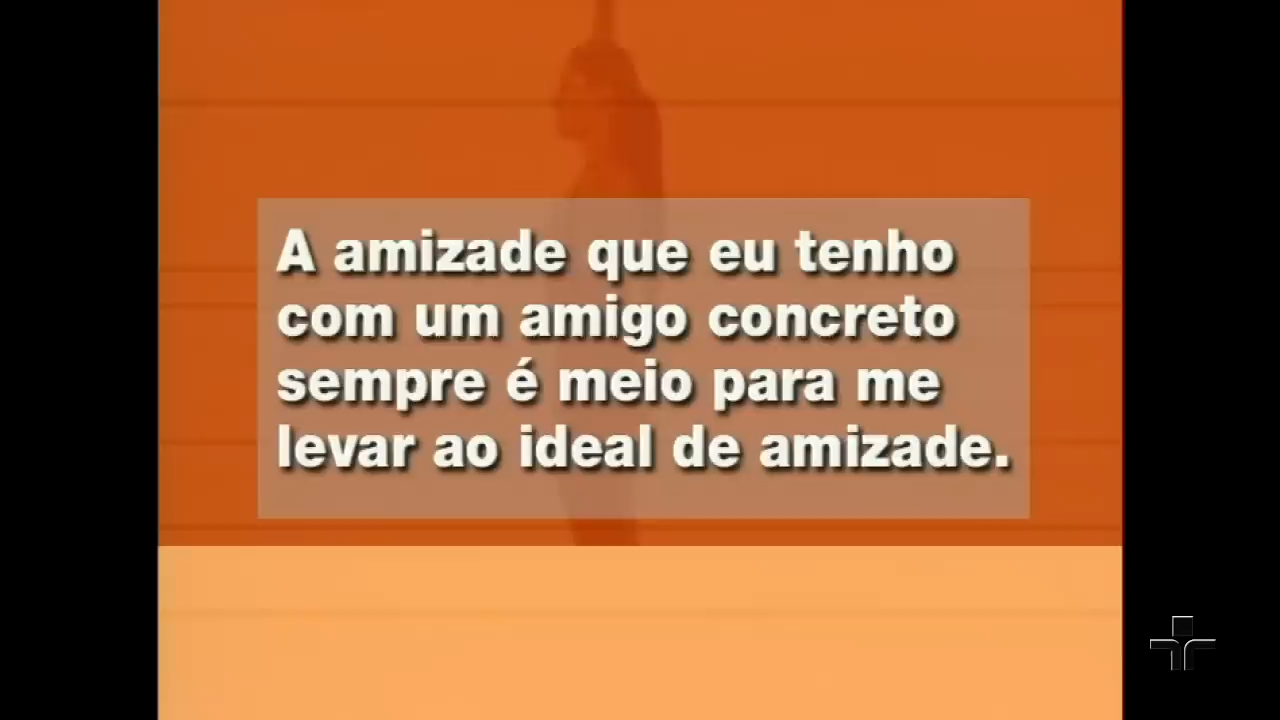 A amizade que eu tenho
com um amigo concreto
sempre é meio para me
levar ao ideal de amizade.